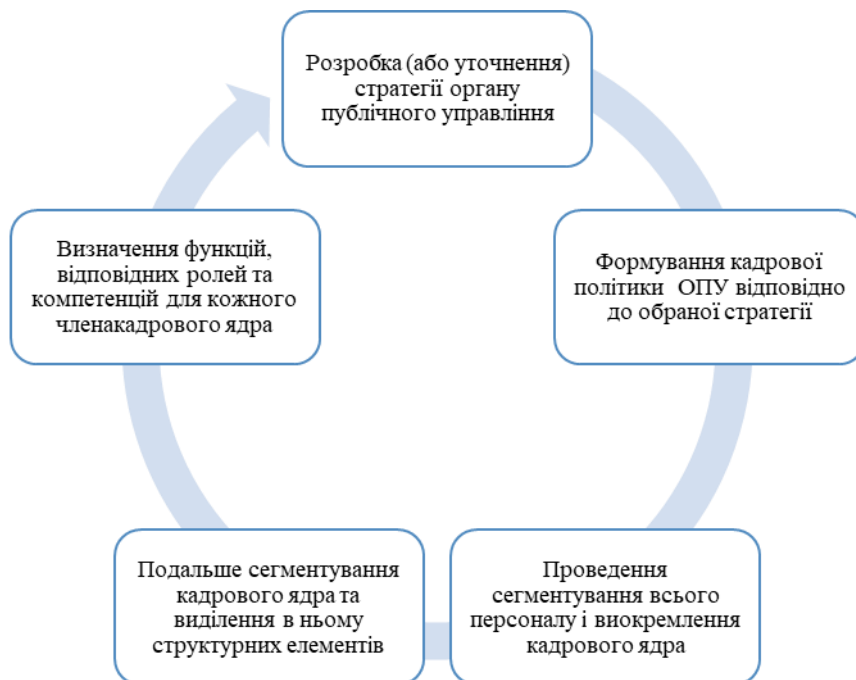 Розробка (або уточнення)
стратегії органу
публічного управління
Формування кадрової
політики ОПУ відповідно
до обраної стратегії
Проведення
сегментування всього
персоналу і виокремлення
кадрового ядра
Подальше сегментування
кадрового ядра та
виділення в ньому
структурних елементів
Визначення функцій,
відповідних ролей та
компетенцій для кожного
членакадрового ядра